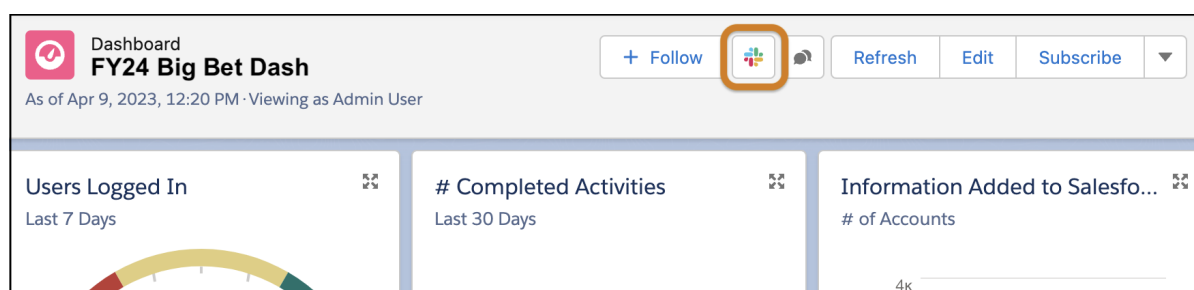 Dashboard
FY24 Big Bet Dash
As of Apr 9, 2023, 12:20 PM·Viewing as Admin User
+ Follow
Refresh
Edit
Subscribe
Users Logged In
Last 7 Days
# Completed Activities
Last 30 Days
Information Added to Salesfo...
# of Accounts
4K